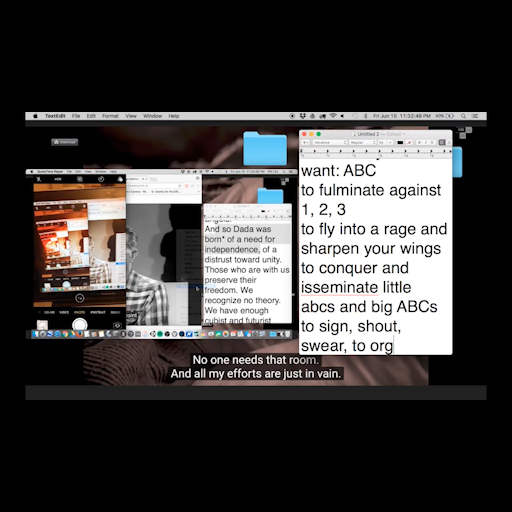 TextEdit File Edit Format View Window Help
Fri Jun 15 11:32:48 PM 40%
Untitled 2
want: ABC
to fulminate against
1, 2, 3
to fly into a rage and
sharpen your wings
to conquer and
isseminate little
abcs and big ABCs
to sign, shout,
swear, to org
And so Dada was
born* of a need for
independence, of a
distrust toward unity.
Those who are with us
preserve their
freedom. We
recognize no theory.
We have enough
cubist and futurist
No one needs that room.
And all my efforts are just in vain.